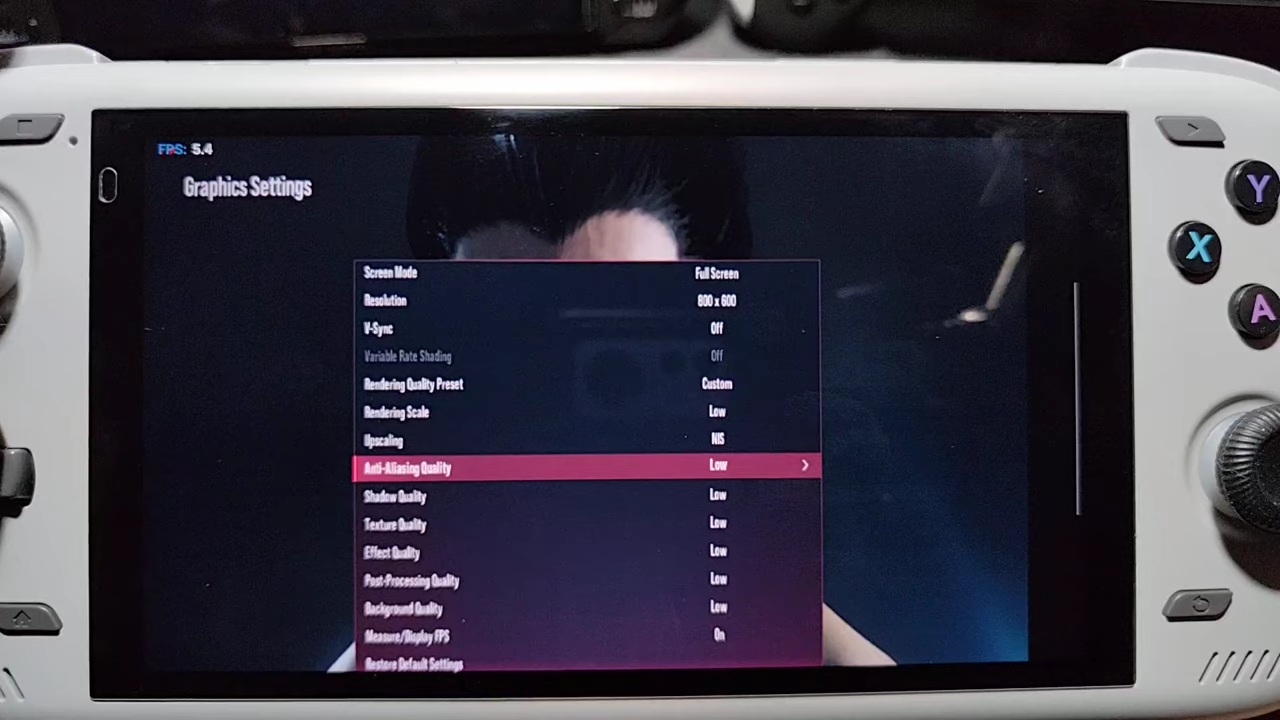 FPS: 5.4
Graphics Settings
Screen Mode Full Screen
Resolution 800 x 600
V-Sync Off
Variable Rate Shading Off
Rendering Quality Preset Custom
Rendering Scale Low
Upscaling NIS
Anti-Aliasing Quality Low
Shadow Quality Low
Texture Quality Low
Effect Quality Low
Post-Processing Quality Low
Background Quality Low
Measure/Display FPS On
Restore Default Settings
Y
X
A